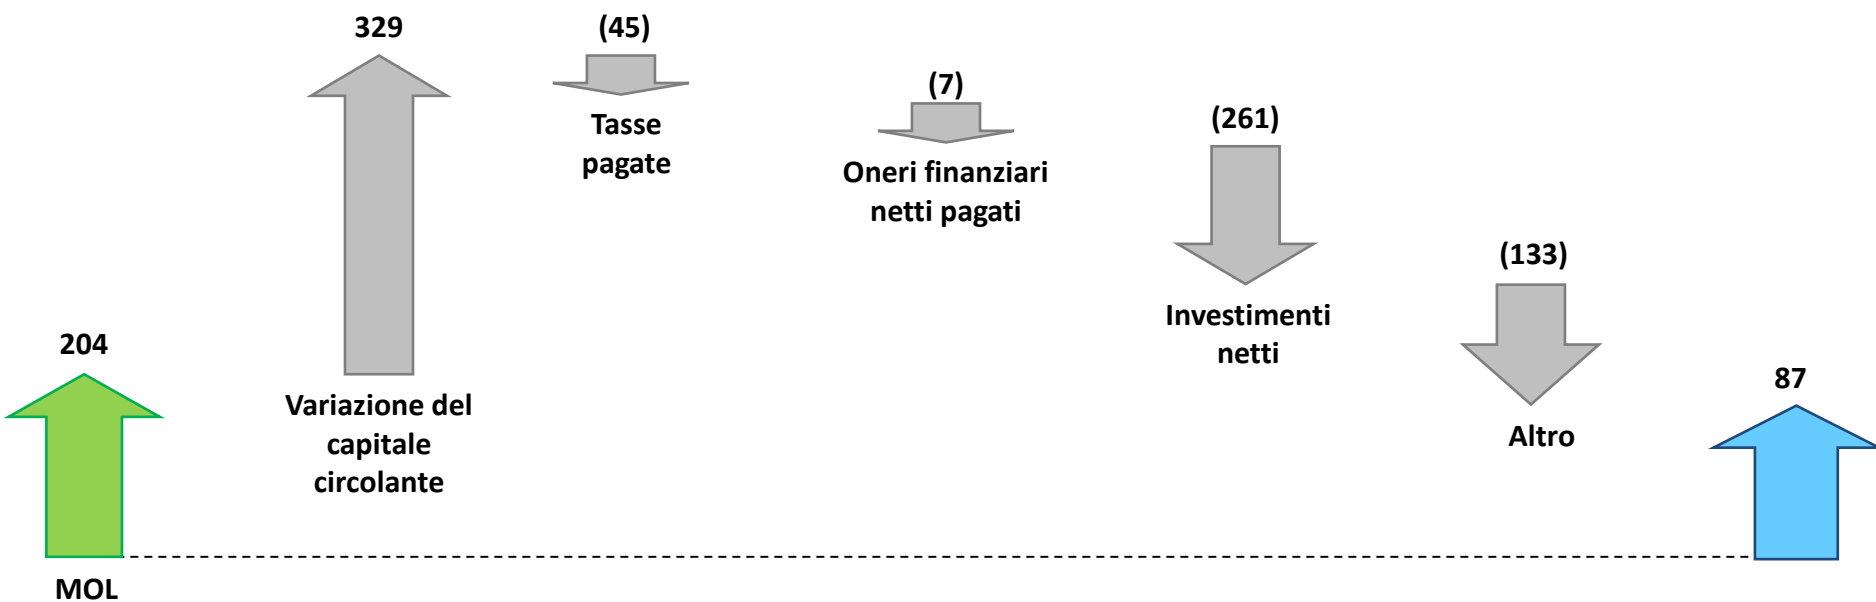 329
(45)
Tasse
pagate
(7)
Oneri finanziari
netti pagati
(261)
Investimenti
netti
(133)
Altro
204
Variazione del
capitale
circolante
87
MOL